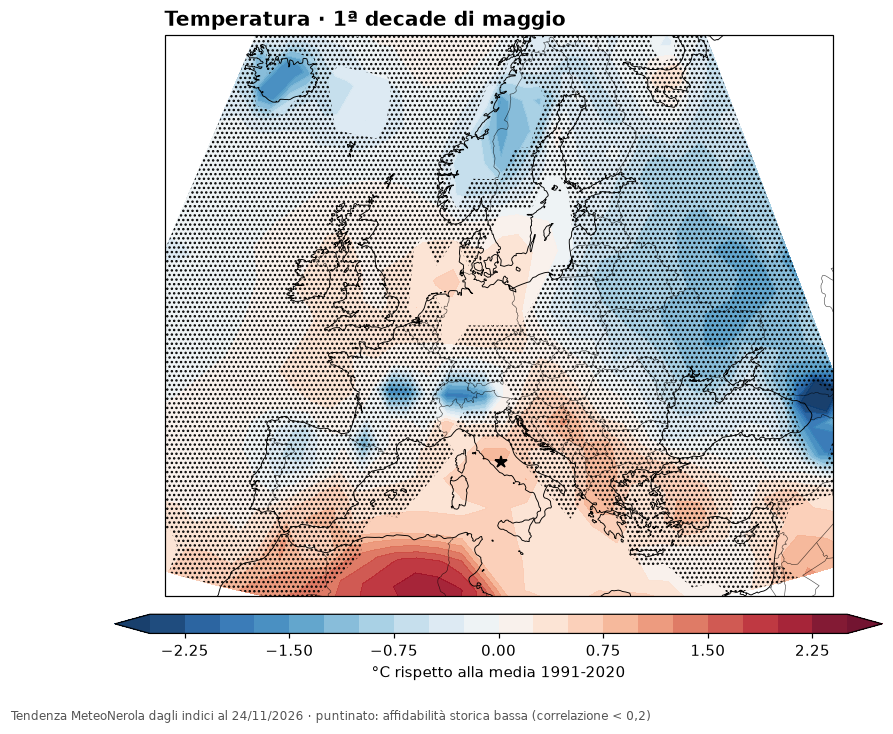 Temperatura · 1ª decade di maggio
−2.25 −1.50 −0.75 0.00 0.75 1.50 2.25
°C rispetto alla media 1991-2020
Tendenza MeteoNerola dagli indici al 24/11/2026 · puntinato: affidabilità storica bassa (correlazione < 0,2)